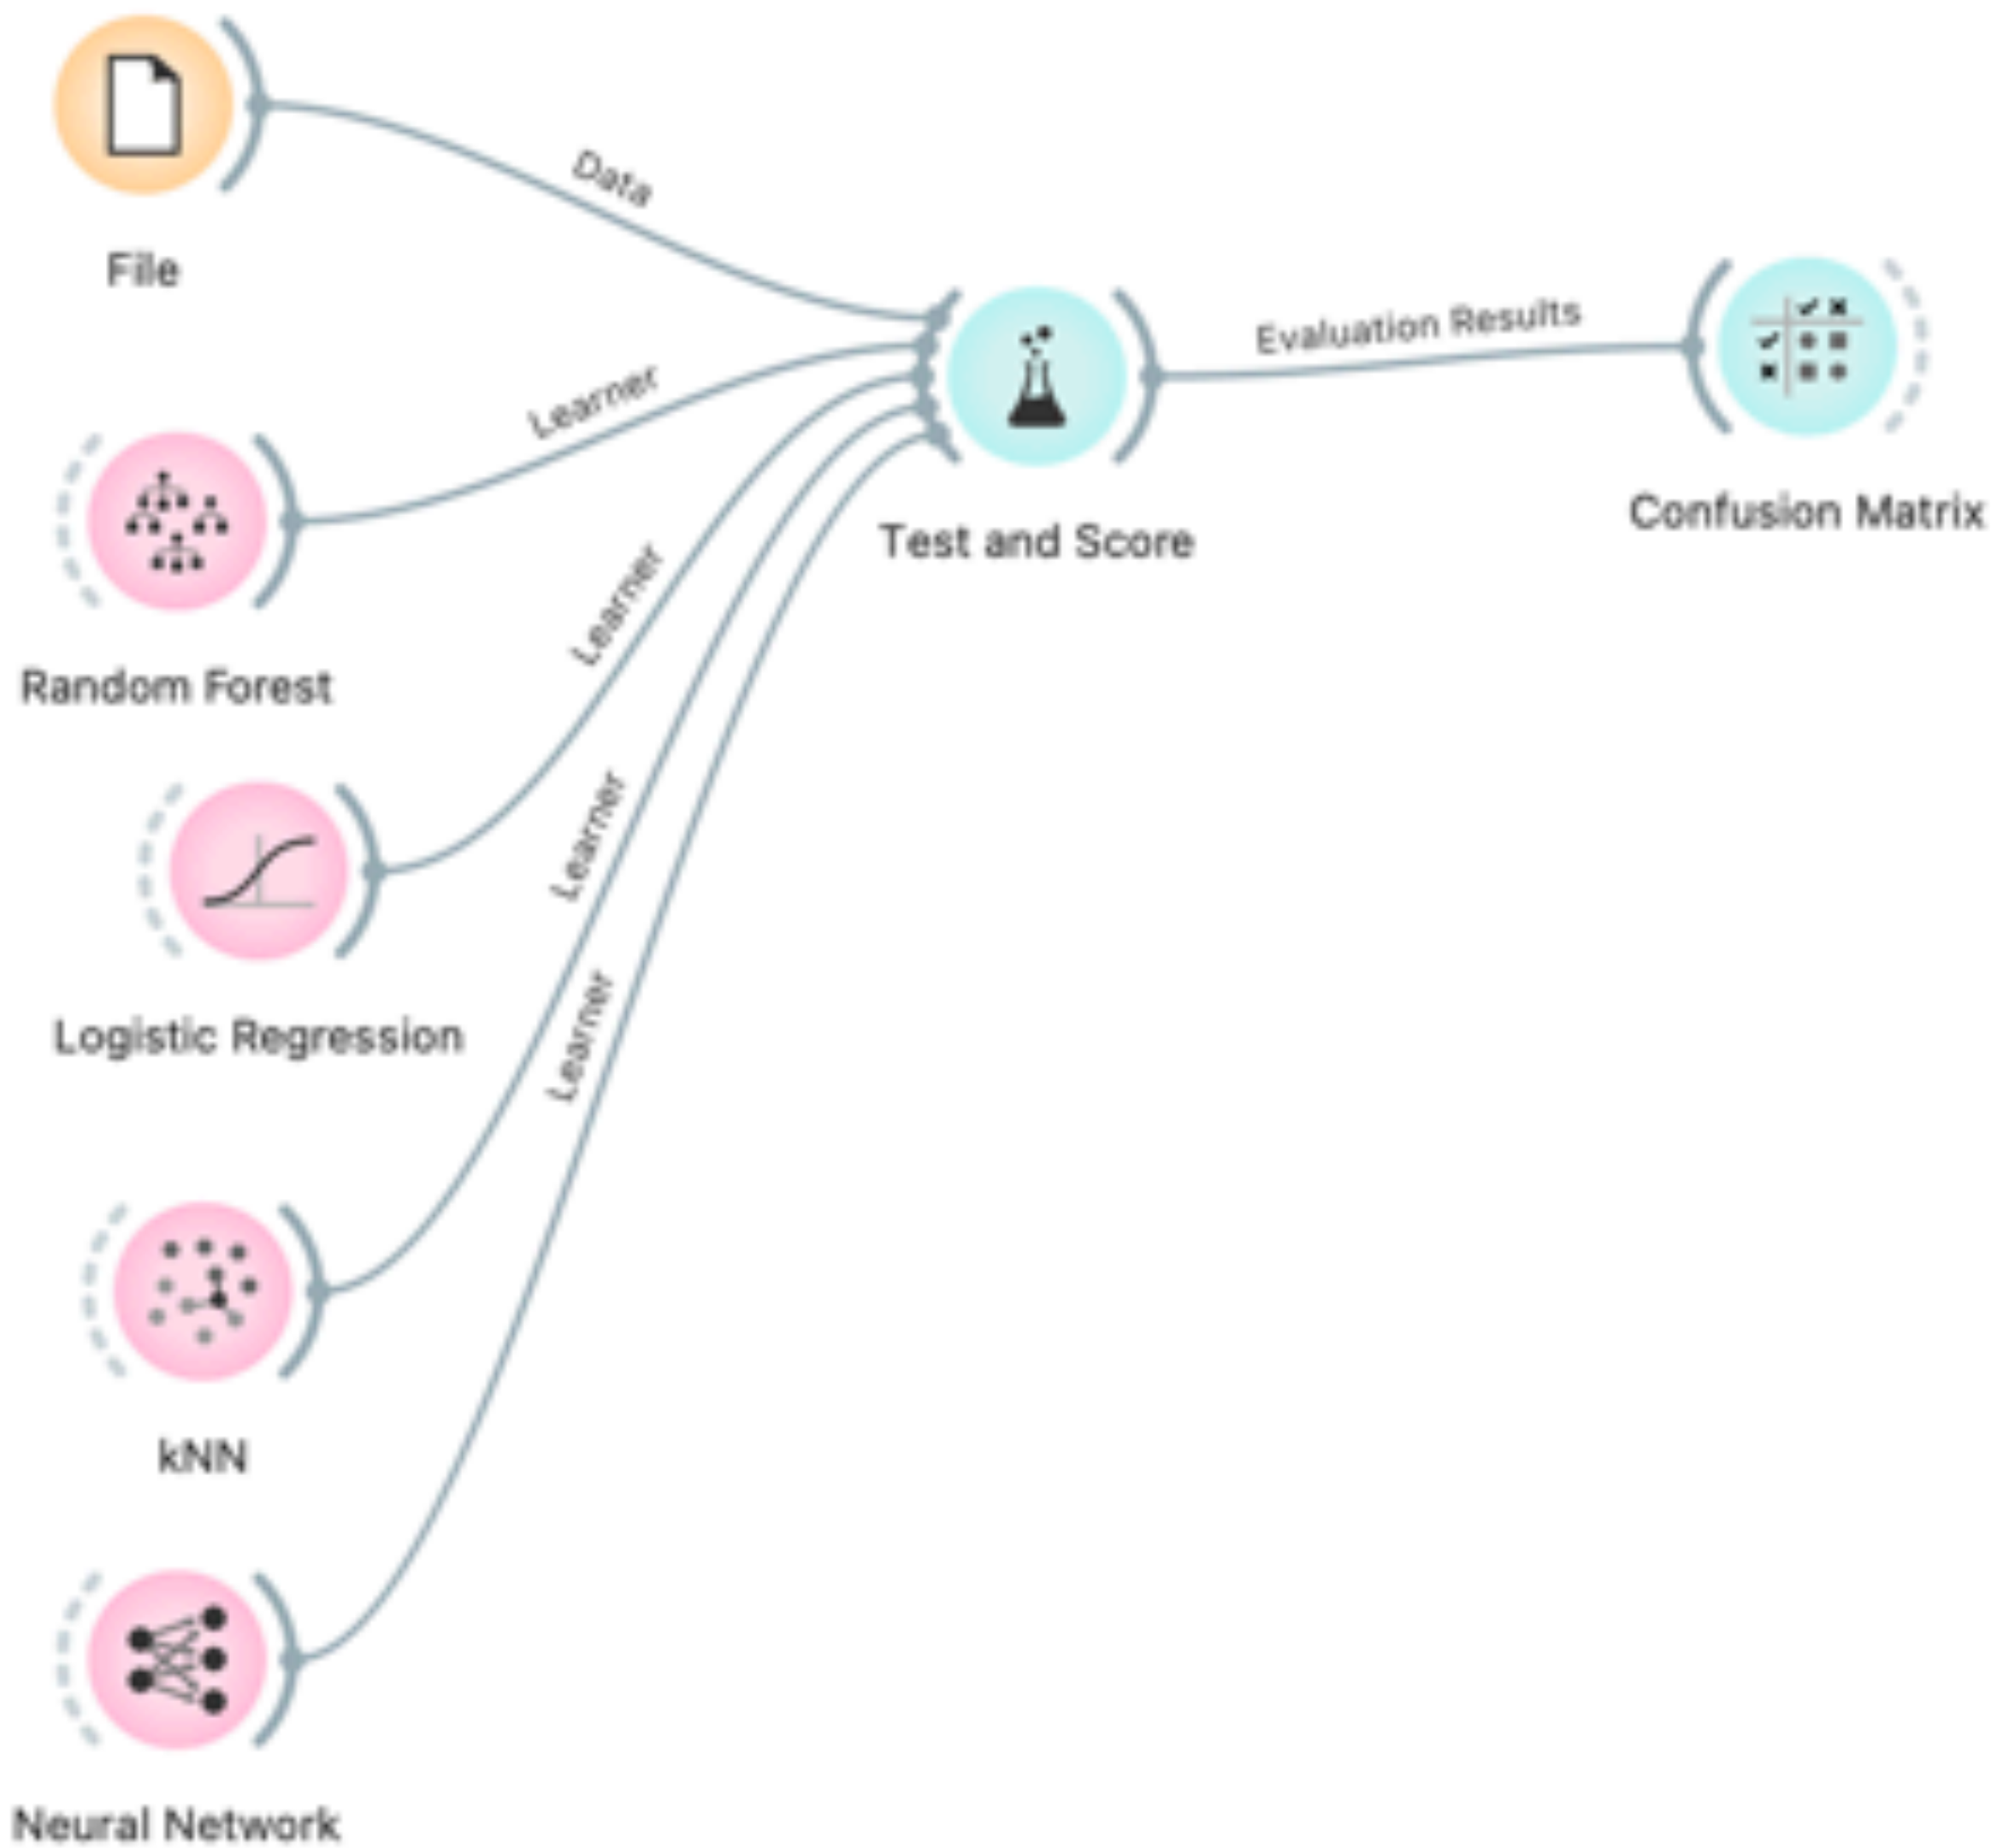 File
Data
Learner
Random Forest
Learner
Logistic Regression
Learner
kNN
Learner
Neural Network
Test and Score
Evaluation Results
Confusion Matrix